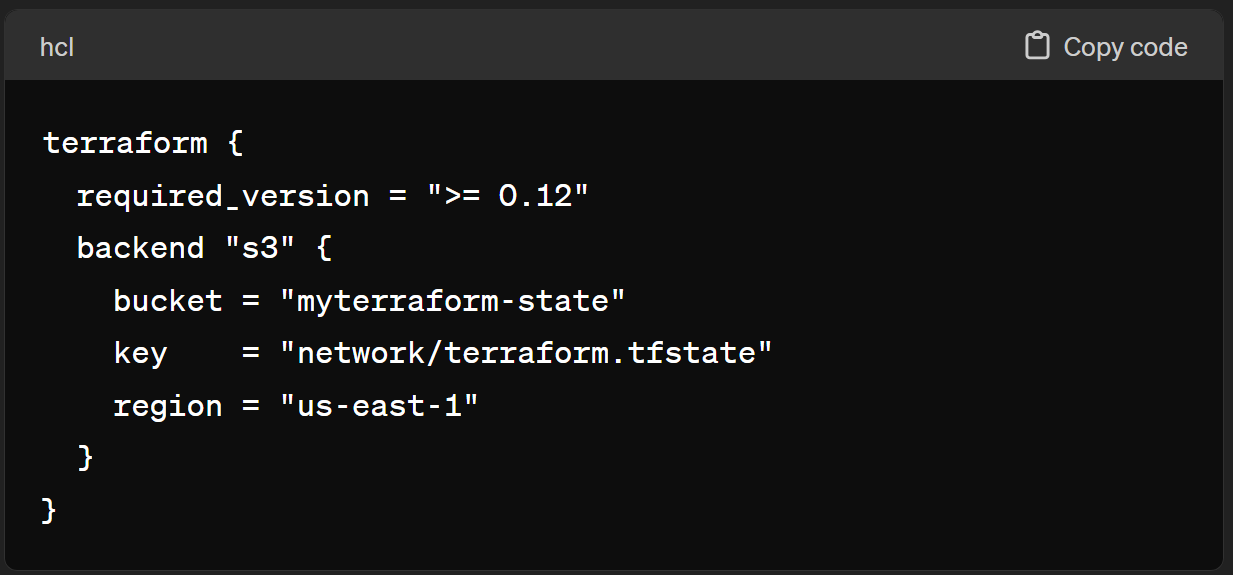 hcl
Copy code
terraform {
  required_version = ">= 0.12"
  backend "s3" {
    bucket = "myterraform-state"
    key    = "network/terraform.tfstate"
    region = "us-east-1"
  }
}